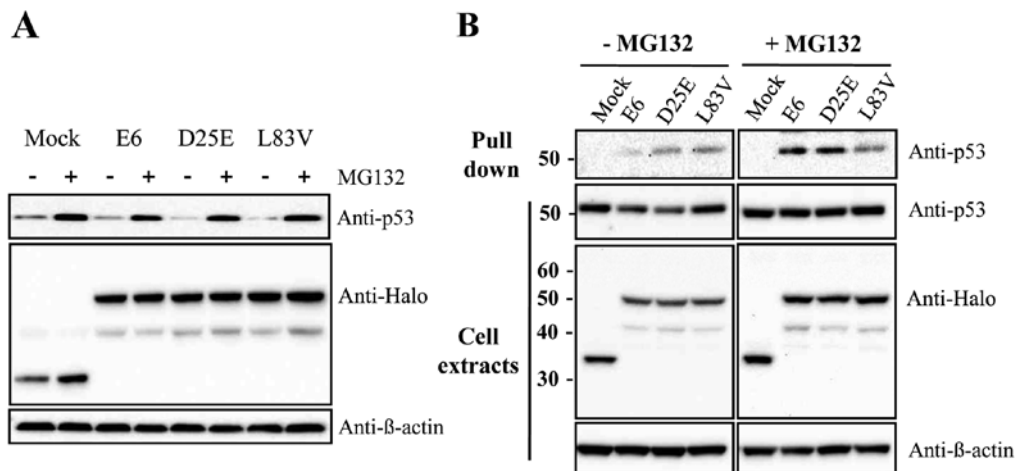 A
Mock E6 D25E L83V
- + - + - + - + MG132
Anti-p53
Anti-Halo
Anti-ß-actin
B
- MG132 + MG132
Mock E6 D25E L83V Mock E6 D25E L83V
Pull down
50 - Anti-p53
Cell extracts
50 - Anti-p53
60 -
50 - Anti-Halo
40 -
30 -
Anti-ß-actin